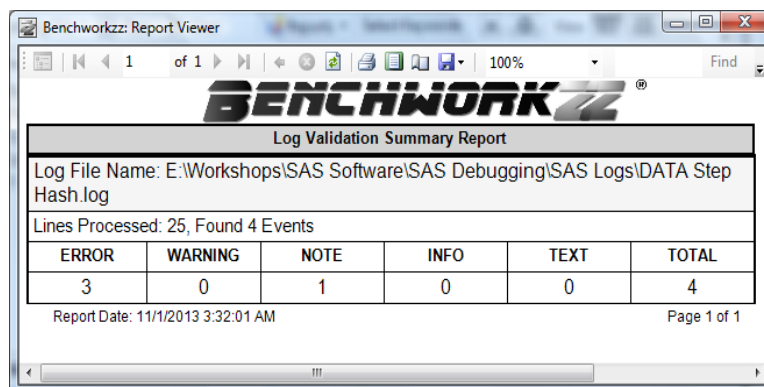 Benchworkzz: Report Viewer
1 of 1 100% Find
BENCHWORKZZ ®
Log Validation Summary Report
Log File Name: E:\Workshops\SAS Software\SAS Debugging\SAS Logs\DATA Step
Hash.log
Lines Processed: 25, Found 4 Events
ERROR WARNING NOTE INFO TEXT TOTAL
3 0 1 0 0 4
Report Date: 11/1/2013 3:32:01 AM Page 1 of 1